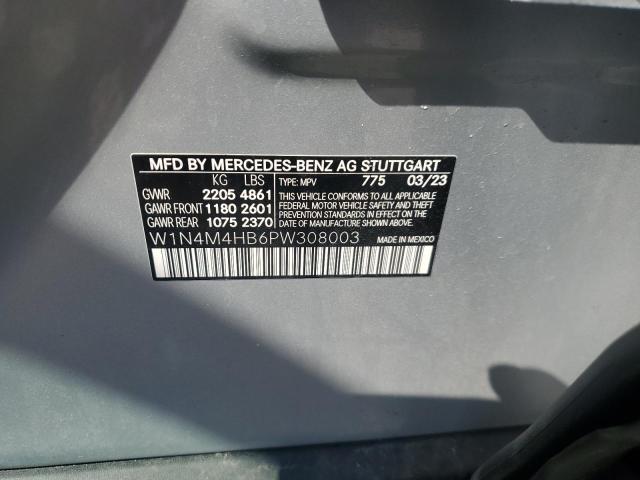 MFD BY MERCEDES-BENZ AG STUTTGART
KG LBS TYPE: MPV 775 03/23
GVWR 2205 4861
GAWR FRONT 1180 2601
GAWR REAR 1075 2370
THIS VEHICLE CONFORMS TO ALL APPLICABLE
FEDERAL MOTOR VEHICLE SAFETY AND THEFT
PREVENTION STANDARDS IN EFFECT ON THE
DATE OF MANUFACTURE SHOWN ABOVE.
W1N4M4HB6PW308003 MADE IN MEXICO